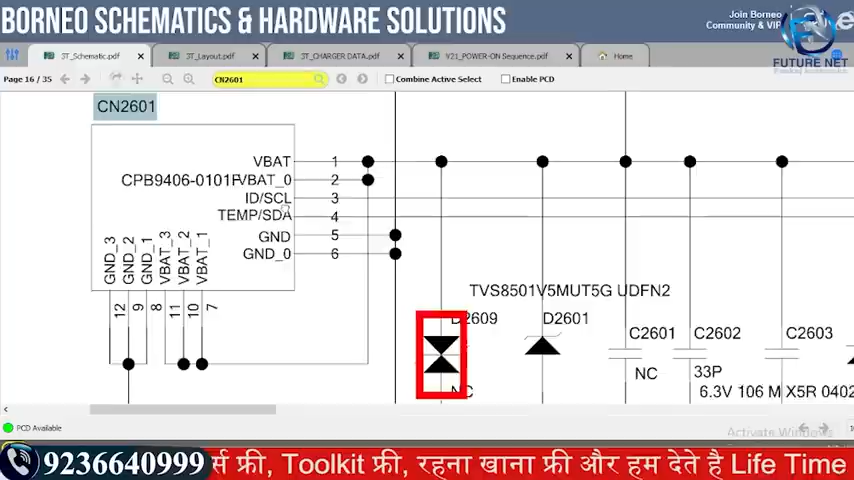 BORNEO SCHEMATICS & HARDWARE SOLUTIONS
Join Borneo
Community & VIP
FUTURE NET
3T_Schematic.pdf
3T_Layout.pdf
3T_CHARGER DATA.pdf
V21_POWER-ON Sequence.pdf
Home
Page 16 / 35
CN2601
Combine Active Select
Enable PCD
CN2601
VBAT 1
CPB9406-0101F VBAT_0 2
ID/SCL 3
TEMP/SDA 4
GND 5
GND_0 6
GND_3 GND_2 GND_1 VBAT_3 VBAT_2 VBAT_1
12 9 8 11 10 7
TVS8501V5MUT5G UDFN2
D2609 D2601
C2601 C2602 C2603
NC 33P
NC 6.3V 106 M X5R 0402
PCD Available
Activate Windows
9236640999 र्स फ्री, Toolkit फ्री, रहना खाना फ्री और हम देते है Life Time